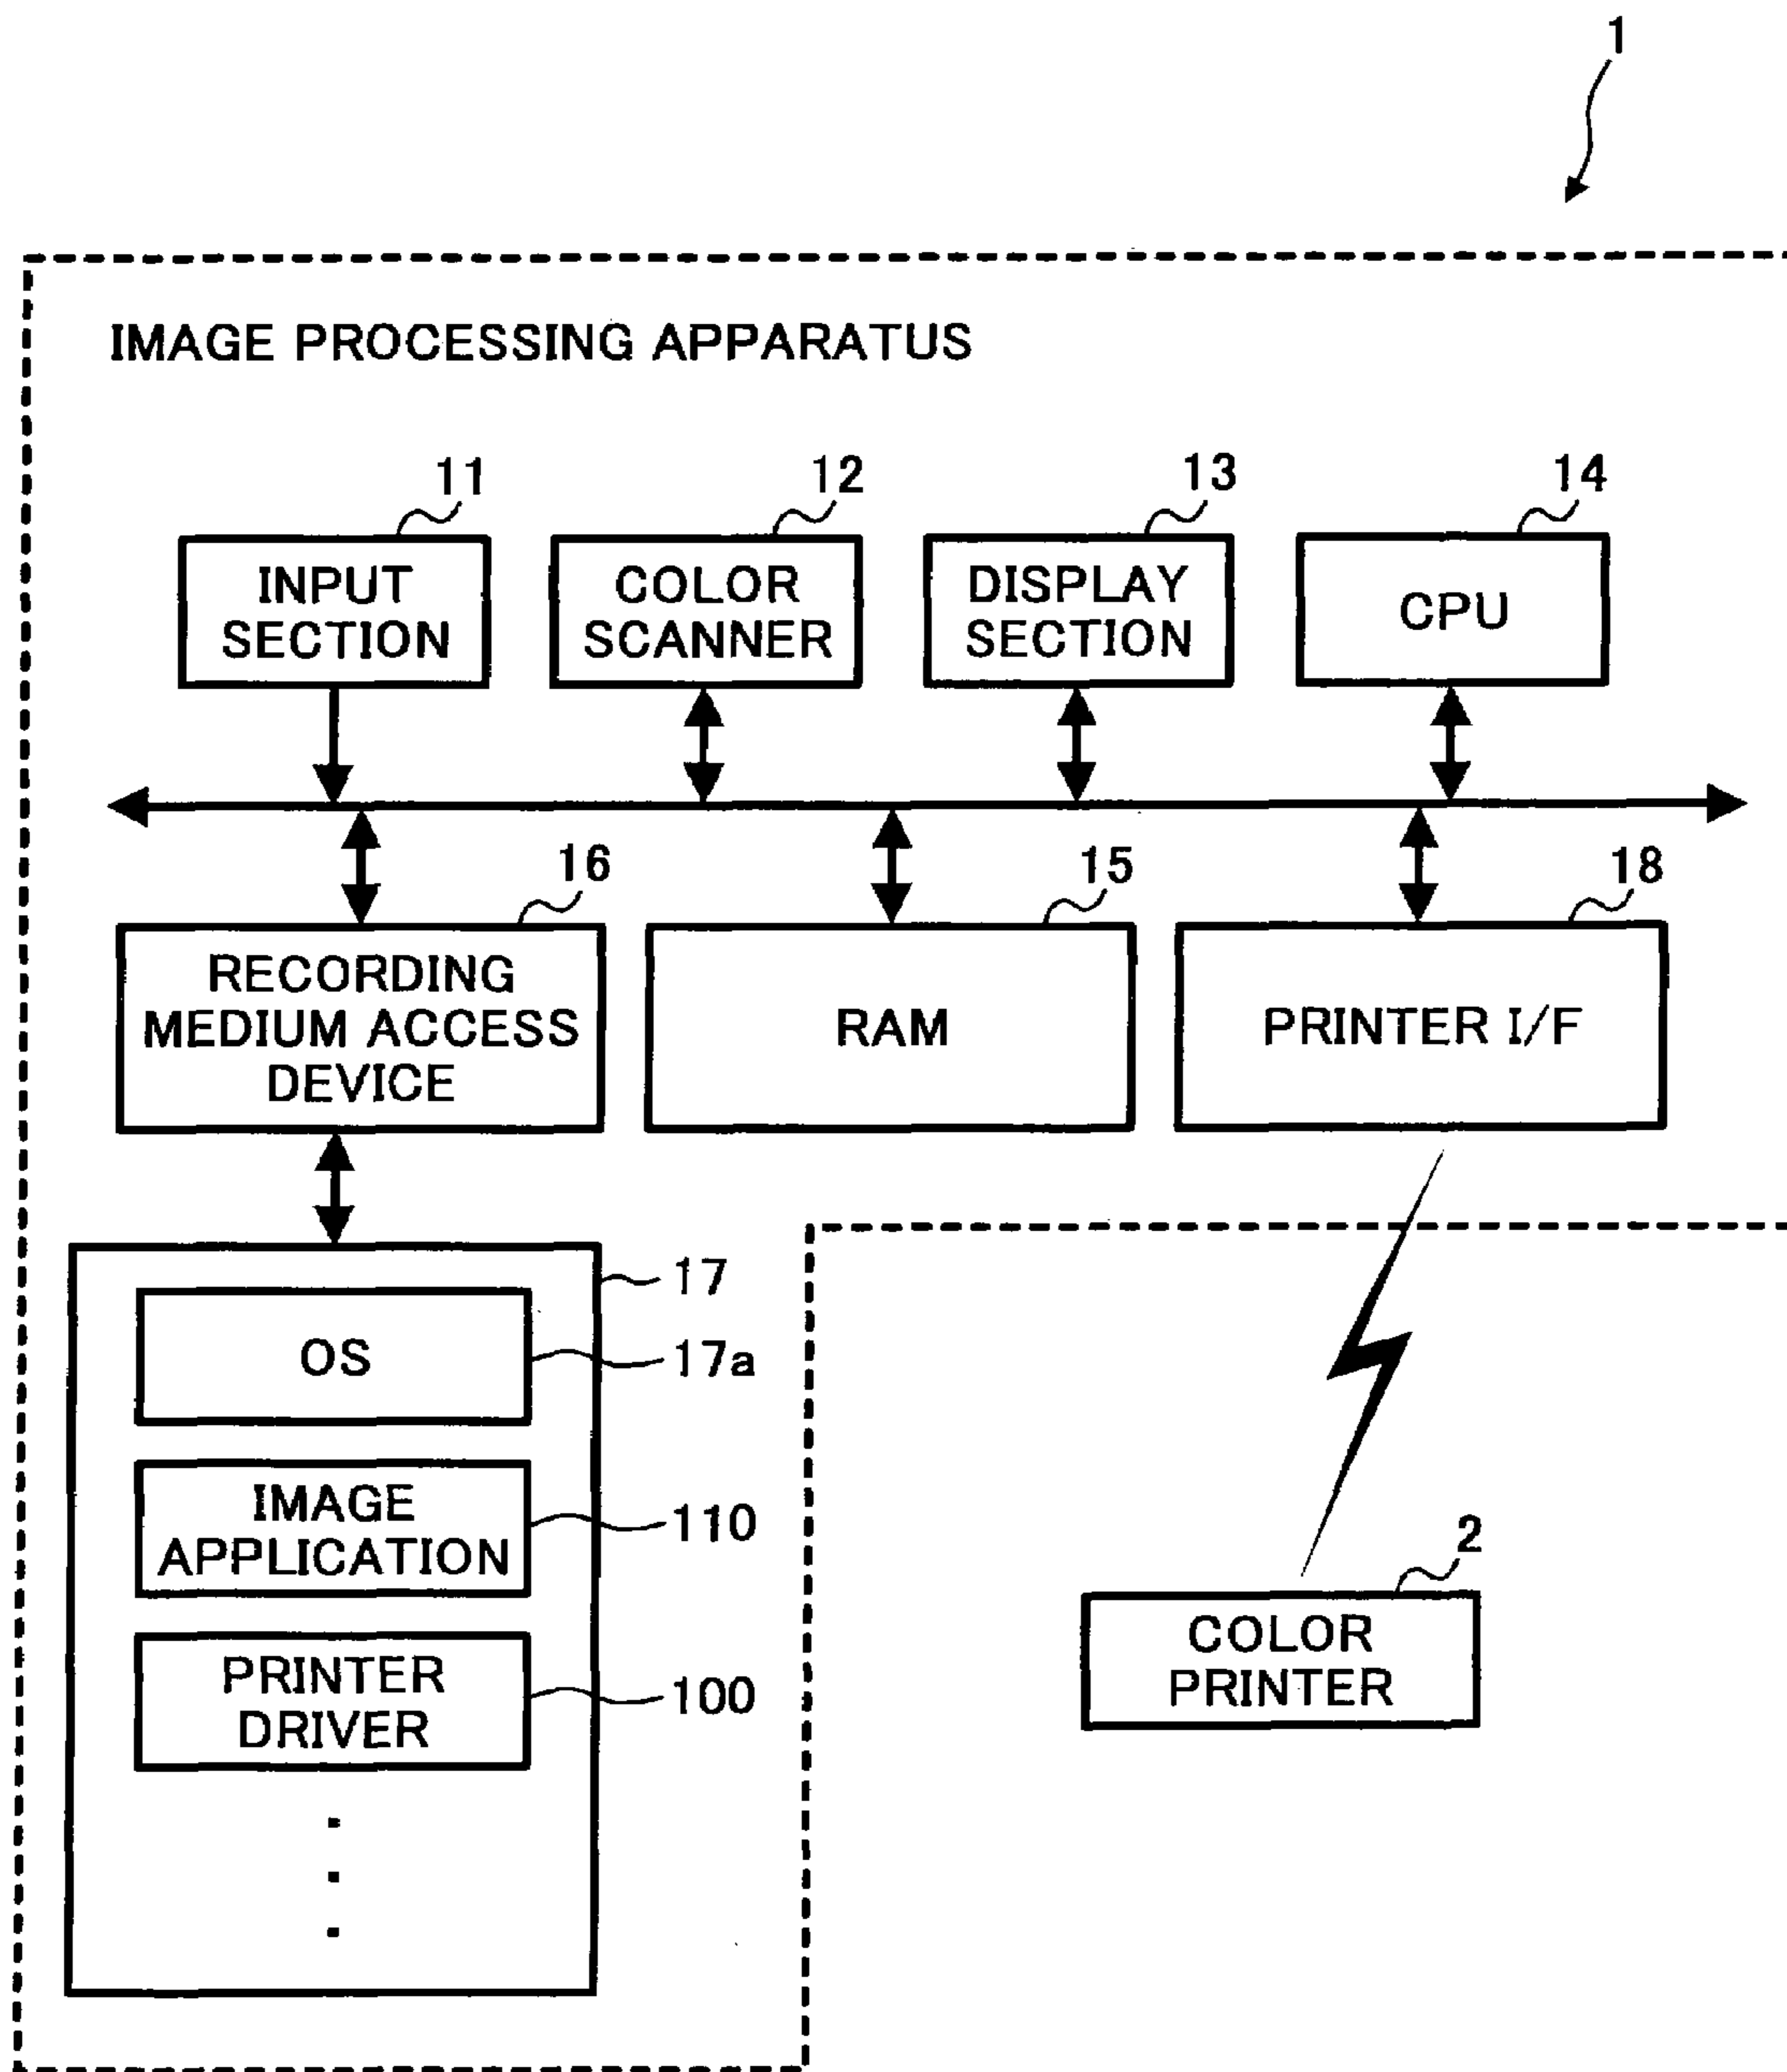 1
IMAGE PROCESSING APPARATUS
11
12
13
14
INPUT
SECTION
COLOR
SCANNER
DISPLAY
SECTION
CPU
16
15
18
RECORDING
MEDIUM ACCESS
DEVICE
RAM
PRINTER I/F
17
OS
17a
IMAGE
APPLICATION
110
2
COLOR
PRINTER
PRINTER
DRIVER
100